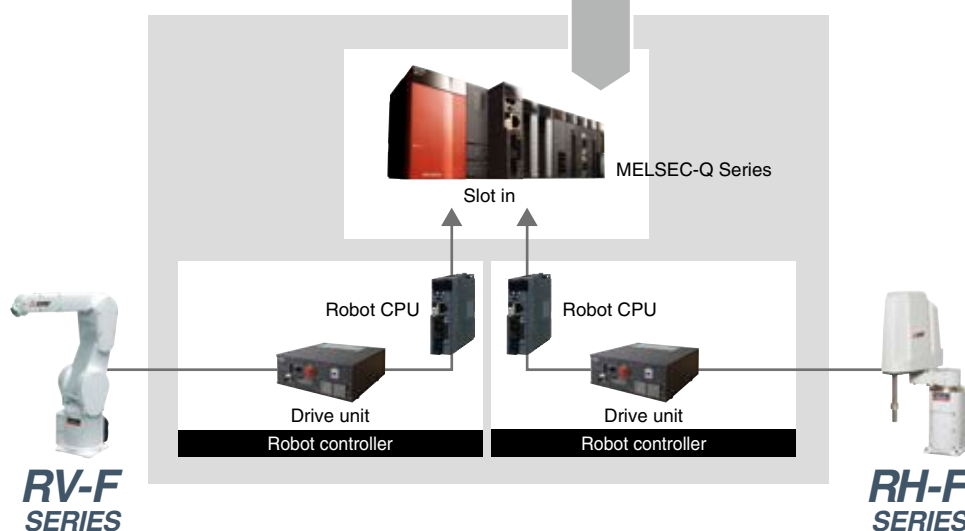 MELSEC-Q Series
Slot in
Robot CPU
Robot CPU
Drive unit
Drive unit
Robot controller
Robot controller
RV-F
SERIES
RH-F
SERIES